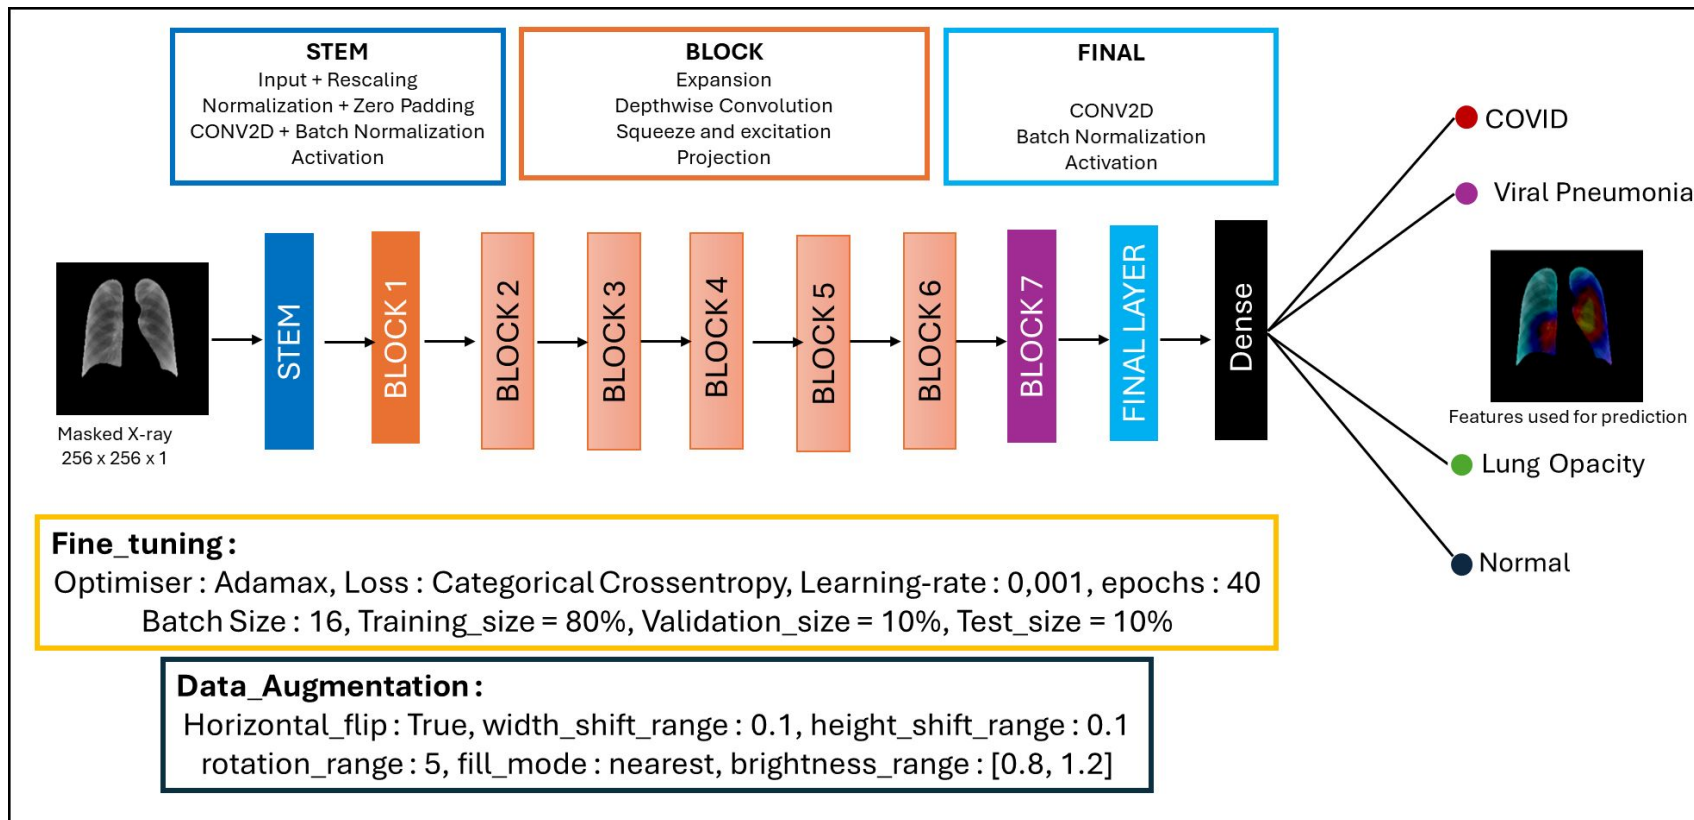 STEM
Input + Rescaling
Normalization + Zero Padding
CONV2D + Batch Normalization
Activation
BLOCK
Expansion
Depthwise Convolution
Squeeze and excitation
Projection
FINAL
CONV2D
Batch Normalization
Activation
Masked X-ray
256 x 256 x 1
STEM
BLOCK 1
BLOCK 2
BLOCK 3
BLOCK 4
BLOCK 5
BLOCK 6
BLOCK 7
FINAL LAYER
Dense
COVID
Viral Pneumonia
Features used for prediction
Lung Opacity
Normal
Fine_tuning :
Optimiser : Adamax, Loss : Categorical Crossentropy, Learning-rate : 0,001, epochs : 40
Batch Size : 16, Training_size = 80%, Validation_size = 10%, Test_size = 10%
Data_Augmentation :
Horizontal_flip : True, width_shift_range : 0.1, height_shift_range : 0.1
rotation_range : 5, fill_mode : nearest, brightness_range : [0.8, 1.2]